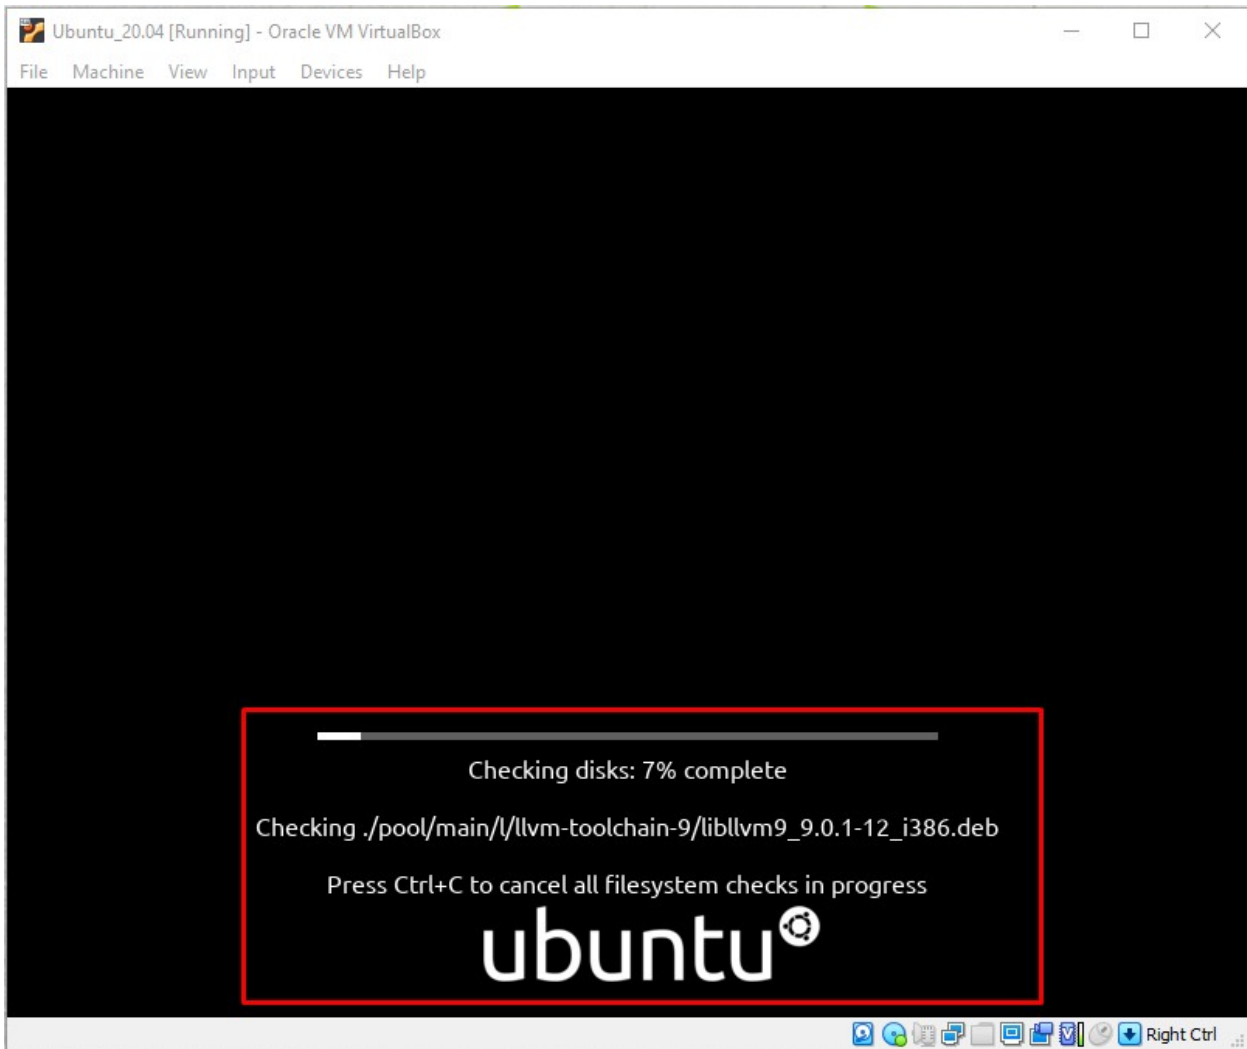 Ubuntu_20.04 [Running] - Oracle VM VirtualBox
File Machine View Input Devices Help
Checking disks: 7% complete
Checking ./pool/main/l/llvm-toolchain-9/libllvm9_9.0.1-12_i386.deb
Press Ctrl+C to cancel all filesystem checks in progress
ubuntu
Right Ctrl